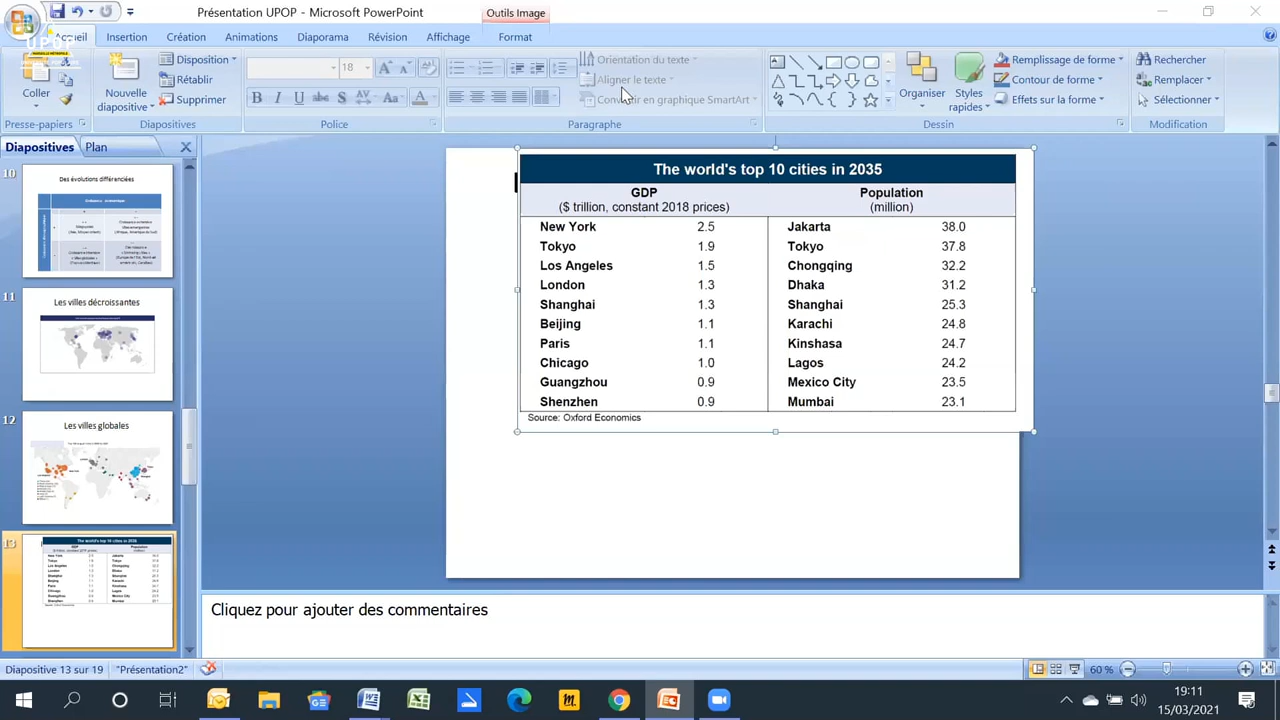 Présentation UPOP - Microsoft PowerPoint
Outils Image
UPOP
Accueil
Insertion
Création
Animations
Diaporama
Révision
Affichage
Format
Coller
Presse-papiers
Nouvelle
diapositive
Disposition
Rétablir
Supprimer
Diapositives
18
G I S abc S AV Aa A
Police
Orientation du texte
Aligner le texte
Convertir en graphique SmartArt
Paragraphe
Organiser
Styles
rapides
Remplissage de forme
Contour de forme
Effets sur la forme
Dessin
Rechercher
Remplacer
Sélectionner
Modification
Diapositives
Plan
10
Des évolutions différenciées
11
Les villes décroissantes
12
Les villes globales
13
The world's top 10 cities in 2035
GDP Population
($ trillion, constant 2018 prices) (million)
New York 2.5 Jakarta 38.0
Tokyo 1.9 Tokyo 37.8
Los Angeles 1.5 Chongqing 32.2
London 1.3 Dhaka 31.2
Shanghai 1.3 Shanghai 25.3
Beijing 1.1 Karachi 24.8
Paris 1.1 Kinshasa 24.7
Chicago 1.0 Lagos 24.2
Guangzhou 0.9 Mexico City 23.5
Shenzhen 0.9 Mumbai 23.1
Source: Oxford Economics
Cliquez pour ajouter des commentaires
Diapositive 13 sur 19
"Présentation2"
60 %
19:11
15/03/2021